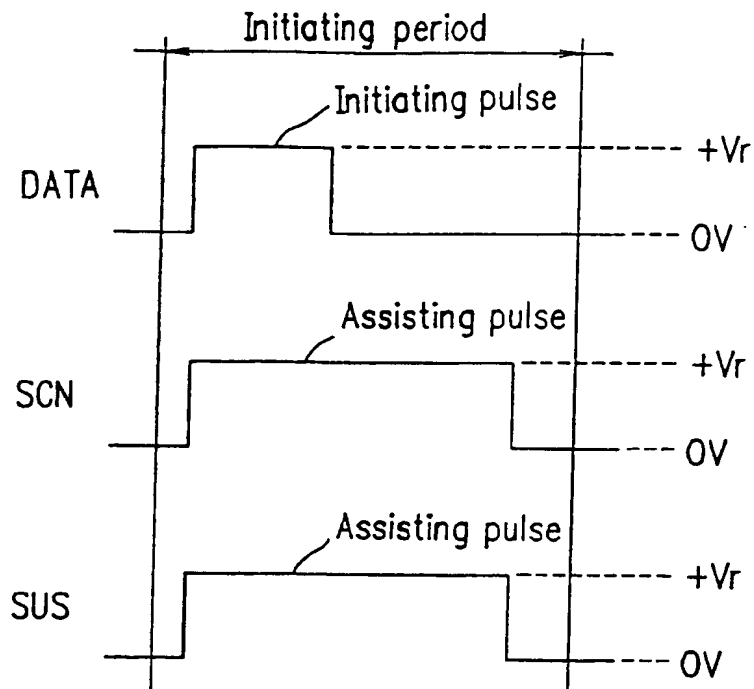 Initiating period
Initiating pulse
+Vr
DATA
0V
Assisting pulse
+Vr
SCN
0V
Assisting pulse
+Vr
SUS
0V